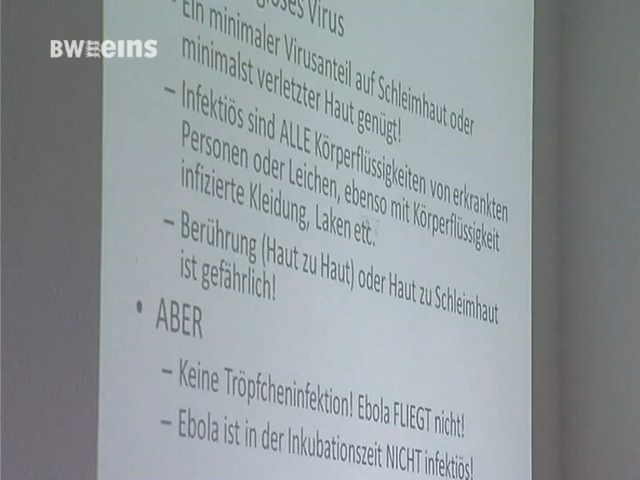 BW eins
Virus
Ein minimaler Virusanteil auf Schleimhaut oder
minimalst verletzter Haut genügt!
– Infektiös sind ALLE Körperflüssigkeiten von erkrankten
Personen oder Leichen, ebenso mit Körperflüssigkeit
infizierte Kleidung, Laken etc.
– Berührung (Haut zu Haut) oder Haut zu Schleimhaut
ist gefährlich!
• ABER
– Keine Tröpfcheninfektion! Ebola FLIEGT nicht!
– Ebola ist in der Inkubationszeit NICHT infektiös!